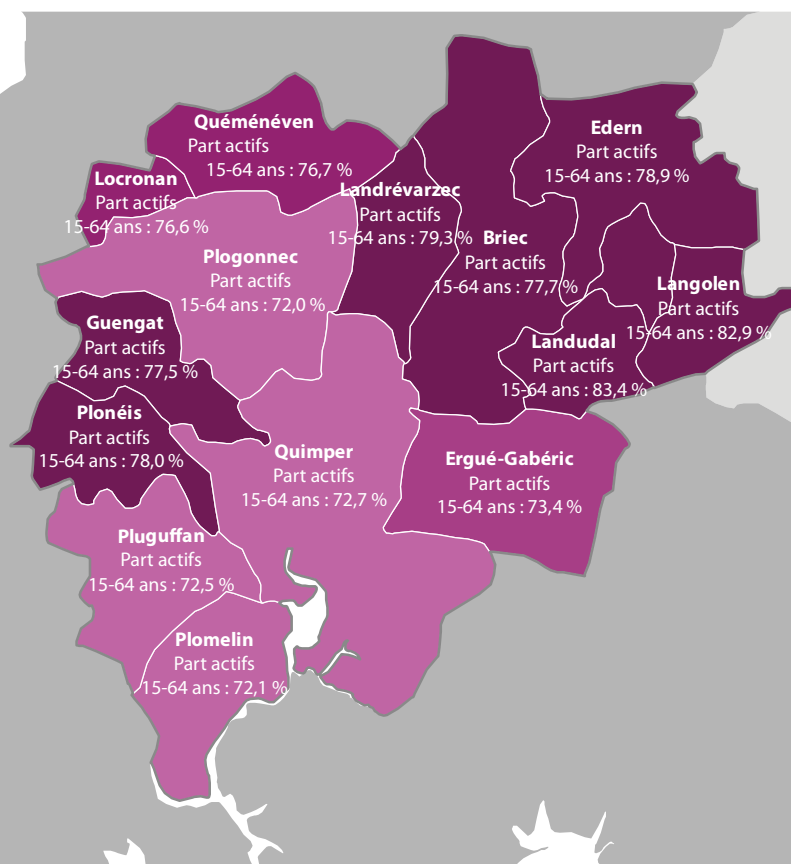 Quéménéven
Part actifs
15-64 ans : 76,7 %
Edern
Part actifs
15-64 ans : 78,9 %
Locronan
Part actifs
15-64 ans : 76,6 %
Landrévarzec
Part actifs
15-64 ans : 79,3 %
Briec
Part actifs
15-64 ans : 77,7 %
Plogonnec
Part actifs
15-64 ans : 72,0 %
Langolen
Part actifs
15-64 ans : 82,9 %
Guengat
Part actifs
15-64 ans : 77,5 %
Landudal
Part actifs
15-64 ans : 83,4 %
Plonéis
Part actifs
15-64 ans : 78,0 %
Quimper
Part actifs
15-64 ans : 72,7 %
Ergué-Gabéric
Part actifs
15-64 ans : 73,4 %
Pluguffan
Part actifs
15-64 ans : 72,5 %
Plomelin
Part actifs
15-64 ans : 72,1 %